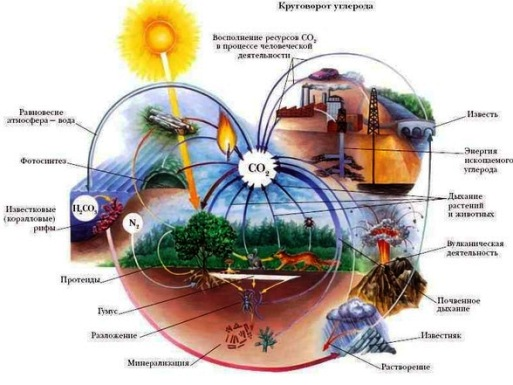 Круговорот углерода
Восполнение ресурсов CO₂
в процессе человеческой
деятельности
Равновесие
атмосфера — вода
Известь
Фотосинтез
Энергия
ископаемого
углерода
CO₂
Известковые
(коралловые)
рифы
H₂CO₃
N₂
Дыхание
растений
и животных
Вулканическая
деятельность
Протеиды
Гумус
Почвенное
дыхание
Разложение
Известняк
Минерализация
Растворение